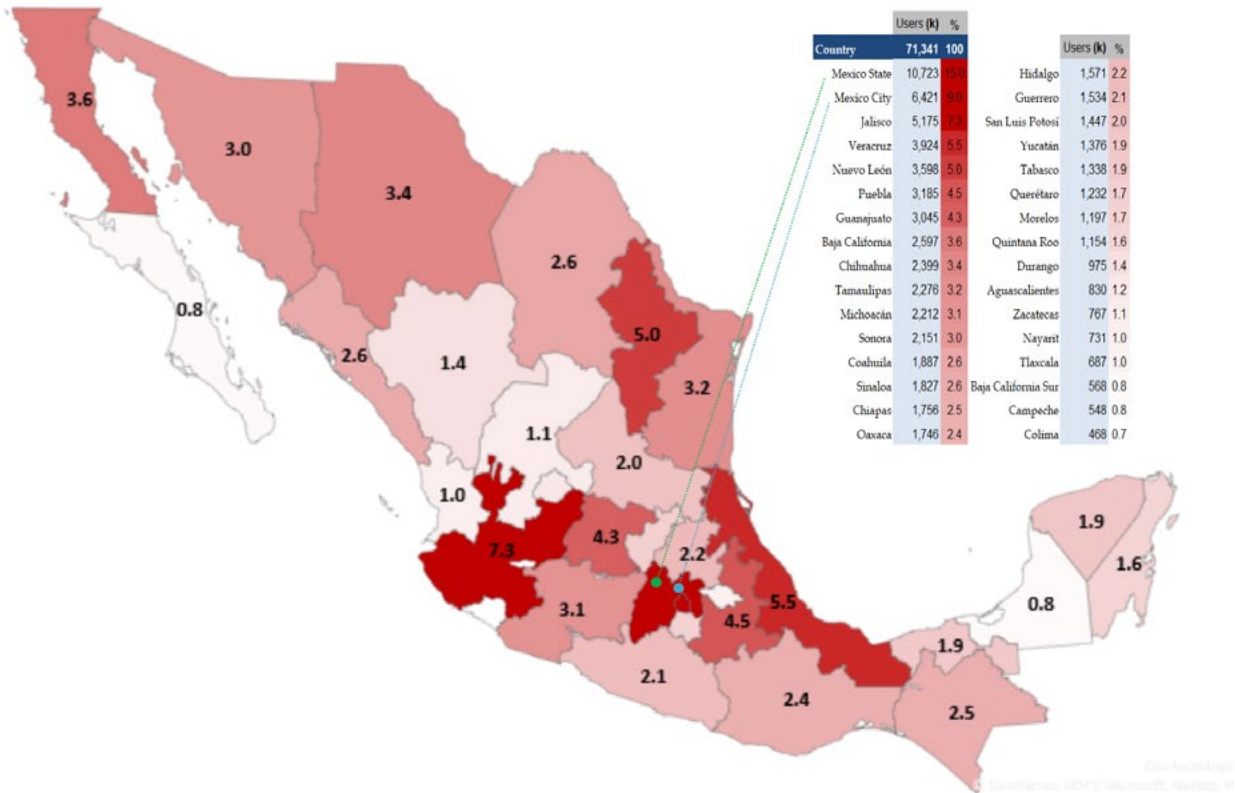 Users (k) %
Country 71,341 100
Mexico State 10,723 15.0
Mexico City 6,421 9.0
Jalisco 5,175 7.3
Veracruz 3,924 5.5
Nuevo León 3,598 5.0
Puebla 3,185 4.5
Guanajuato 3,045 4.3
Baja California 2,597 3.6
Chihuahua 2,399 3.4
Tamaulipas 2,276 3.2
Michoacán 2,212 3.1
Sonora 2,151 3.0
Coahuila 1,887 2.6
Sinaloa 1,827 2.6
Chiapas 1,756 2.5
Oaxaca 1,746 2.4
Users (k) %
Hidalgo 1,571 2.2
Guerrero 1,534 2.1
San Luis Potosí 1,447 2.0
Yucatán 1,376 1.9
Tabasco 1,338 1.9
Querétaro 1,232 1.7
Morelos 1,197 1.7
Quintana Roo 1,154 1.6
Durango 975 1.4
Aguascalientes 830 1.2
Zacatecas 767 1.1
Nayarit 731 1.0
Tlaxcala 687 1.0
Baja California Sur 568 0.8
Campeche 548 0.8
Colima 468 0.7
3.6
3.0
3.4
2.6
0.8
5.0
2.6
1.4
3.2
1.1
2.0
1.0
4.3
7.3
2.2
1.9
1.6
3.1
4.5
5.5
0.8
1.9
2.1
2.4
2.5